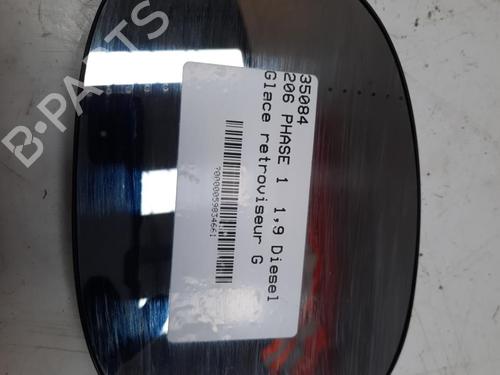 35084
206 PHASE 1 1,9 Diesel
Glace retroviseur G
B-PARTS